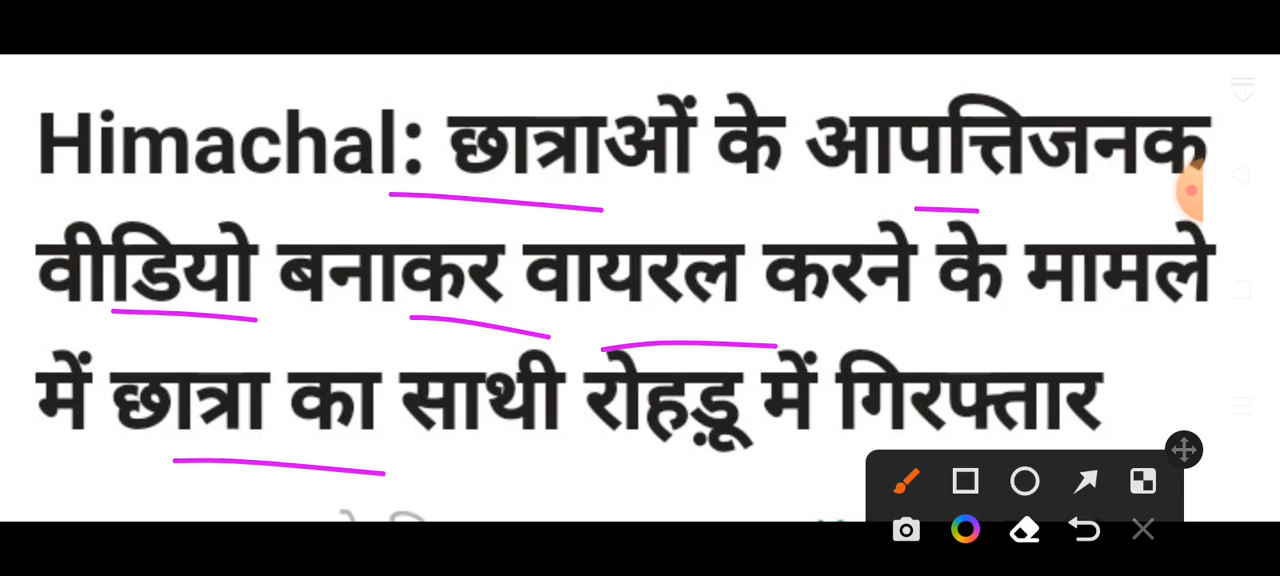 Himachal: छात्राओं के आपत्तिजनक
वीडियो बनाकर वायरल करने के मामले
में छात्रा का साथी रोहड़ू में गिरफ्तार